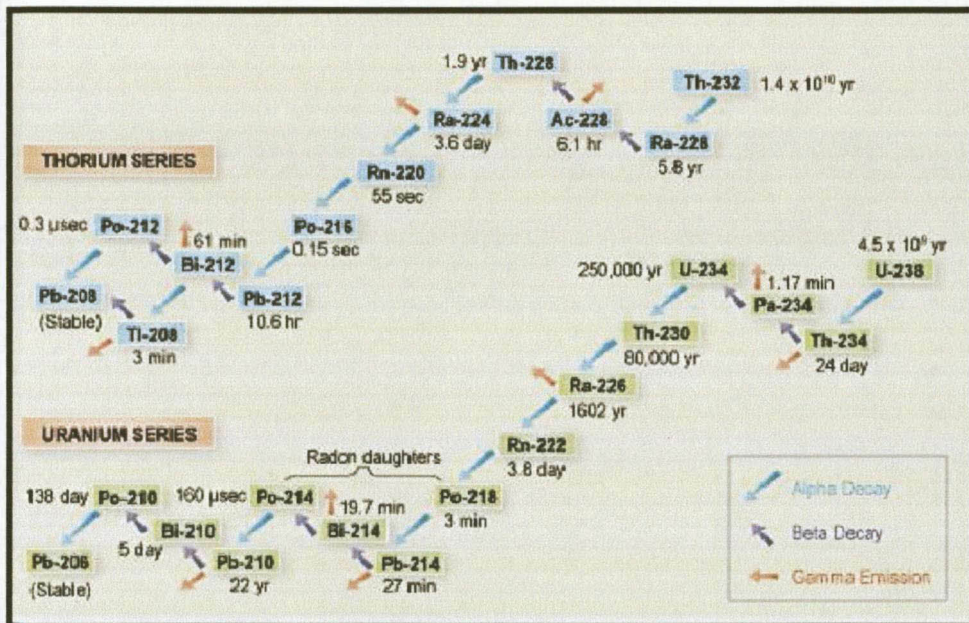 1.9 yr Th-228
Th-232 1.4 x 10¹⁰ yr
Ra-224 Ac-228
3.6 day 6.1 hr Ra-228
THORIUM SERIES 5.8 yr
Rn-220
55 sec
0.3 µsec Po-212 Po-216
61 min 0.15 sec
Bi-212 4.5 x 10⁹ yr
250,000 yr U-234 U-238
Pb-208 Pb-212 1.17 min
(Stable) 10.6 hr Pa-234
Tl-208 Th-230 Th-234
3 min 80,000 yr 24 day
Ra-226
1602 yr
URANIUM SERIES Rn-222
Radon daughters 3.8 day
138 day Po-210 160 µsec Po-214 Po-218
19.7 min 3 min
Bi-210 Bi-214
5 day
Pb-206 Pb-210 Pb-214
(Stable) 22 yr 27 min
Alpha Decay
Beta Decay
Gamma Emission